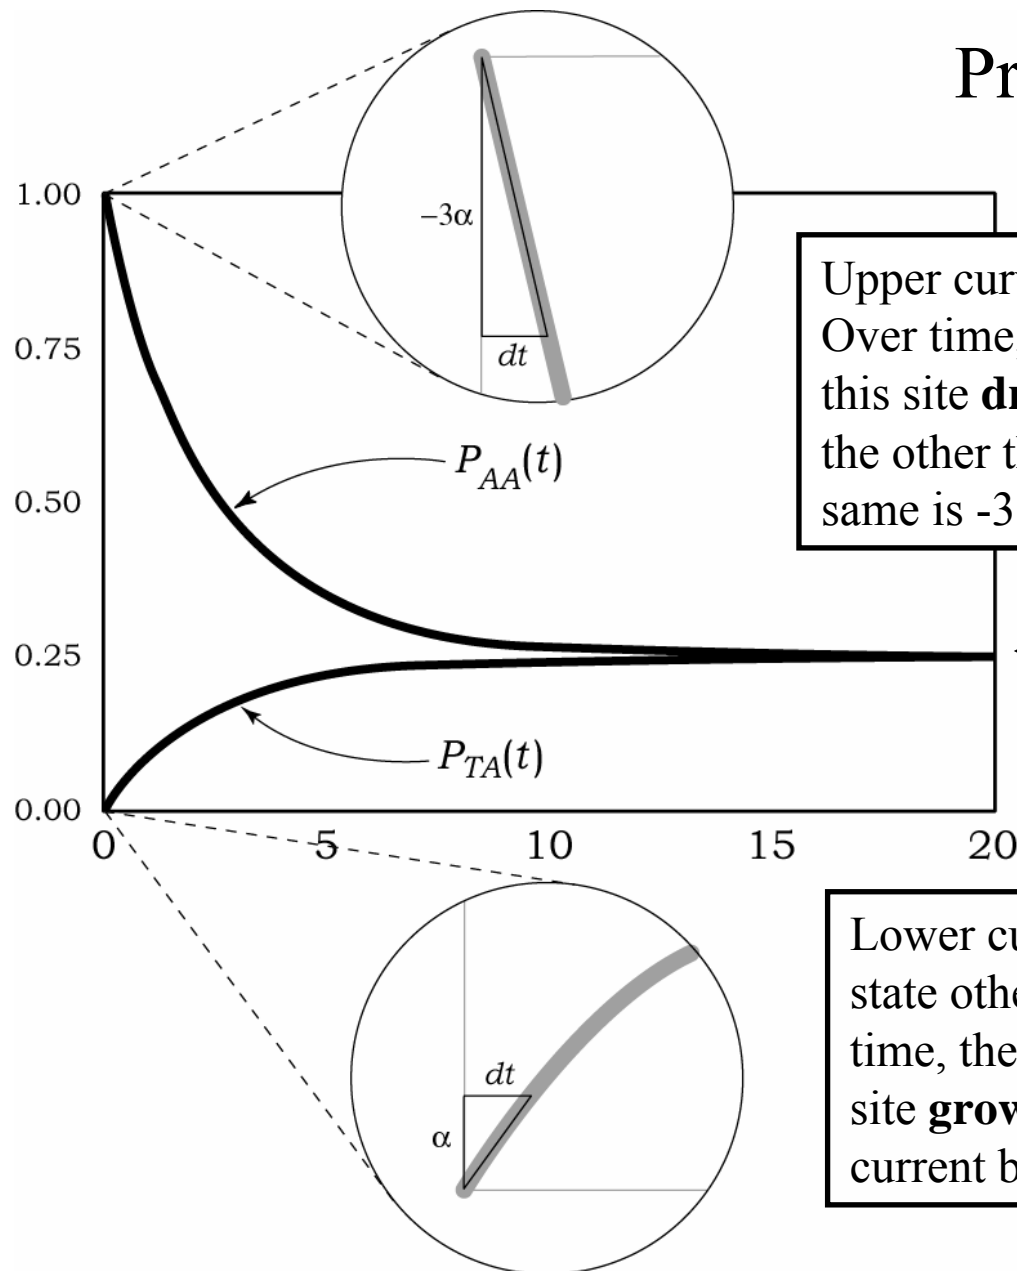 Pr
1.00
−3α
dt
Upper cur
Over time,
this site dr
the other th
same is -3
0.75
P_AA(t)
0.50
0.25
P_TA(t)
0.00
0 5 10 15 20
dt
α
Lower cu
state othe
time, the
site grow
current b